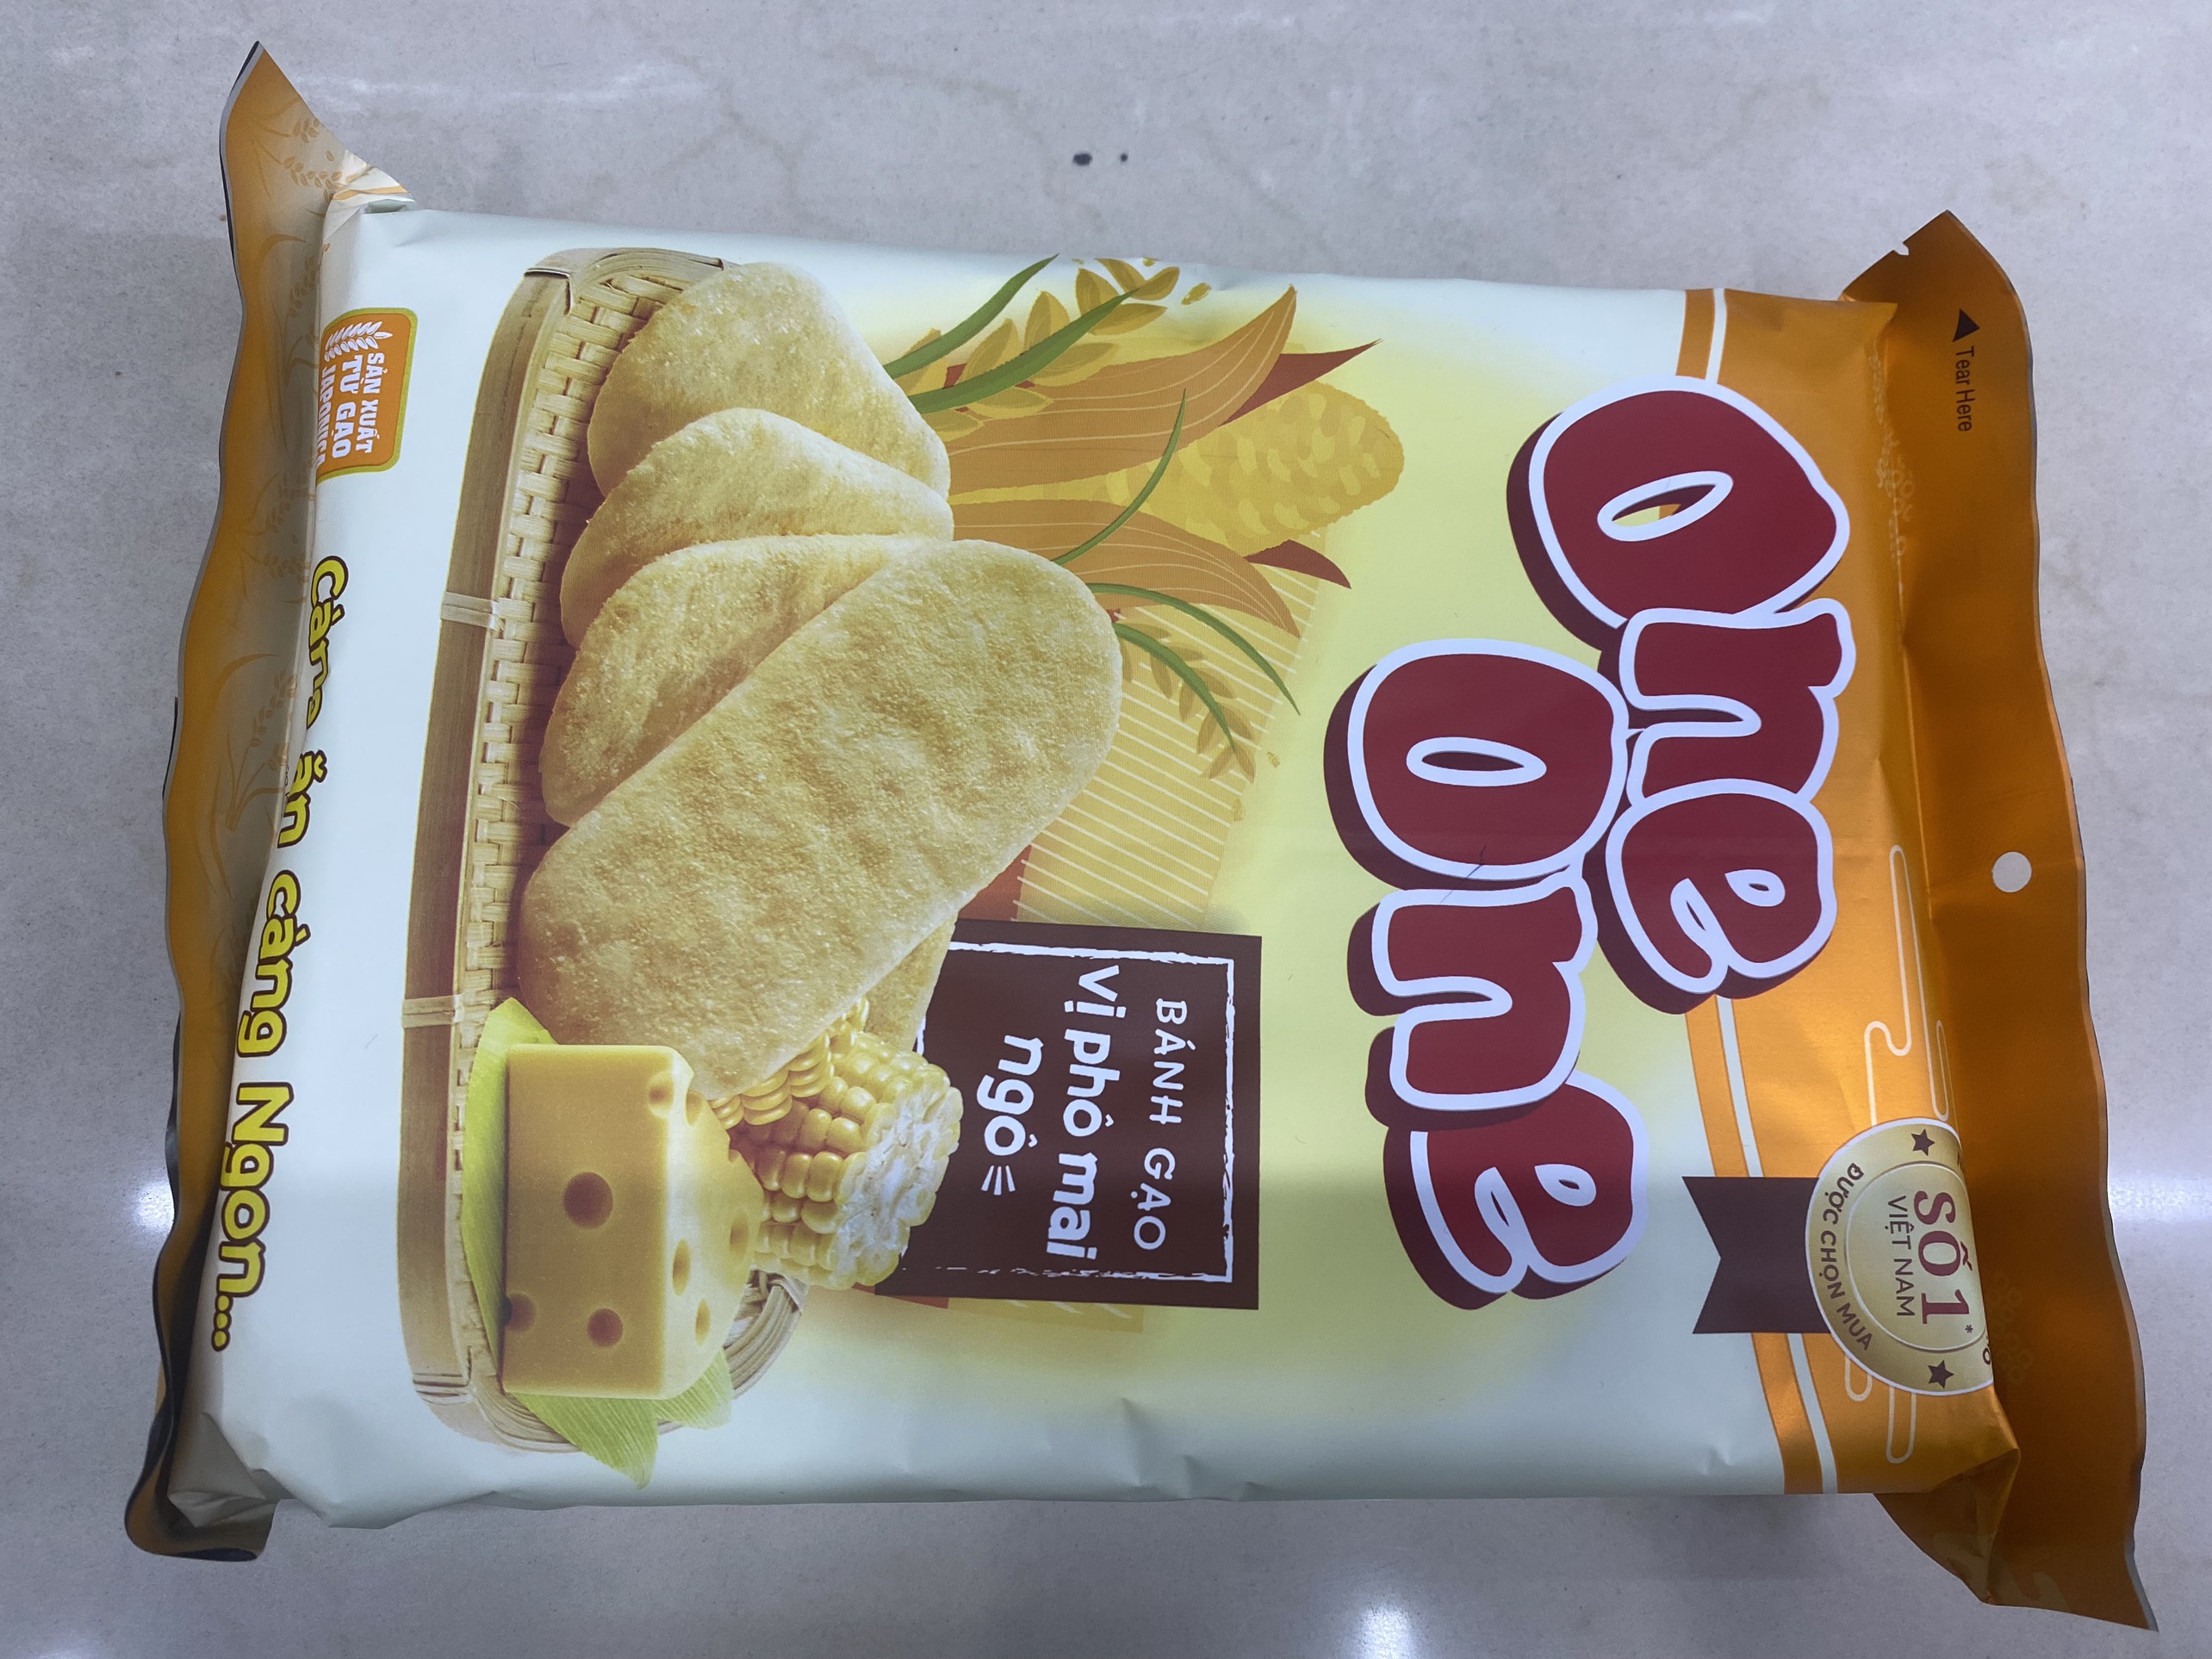 Tear Here
one
one
SỐ 1*
VIỆT NAM
ĐƯỢC CHỌN MUA
BÁNH GẠO
Vị phô mai
ngô
SẢN XUẤT
TỪ GẠO
JAPONICA
Càng ăn càng Ngon...